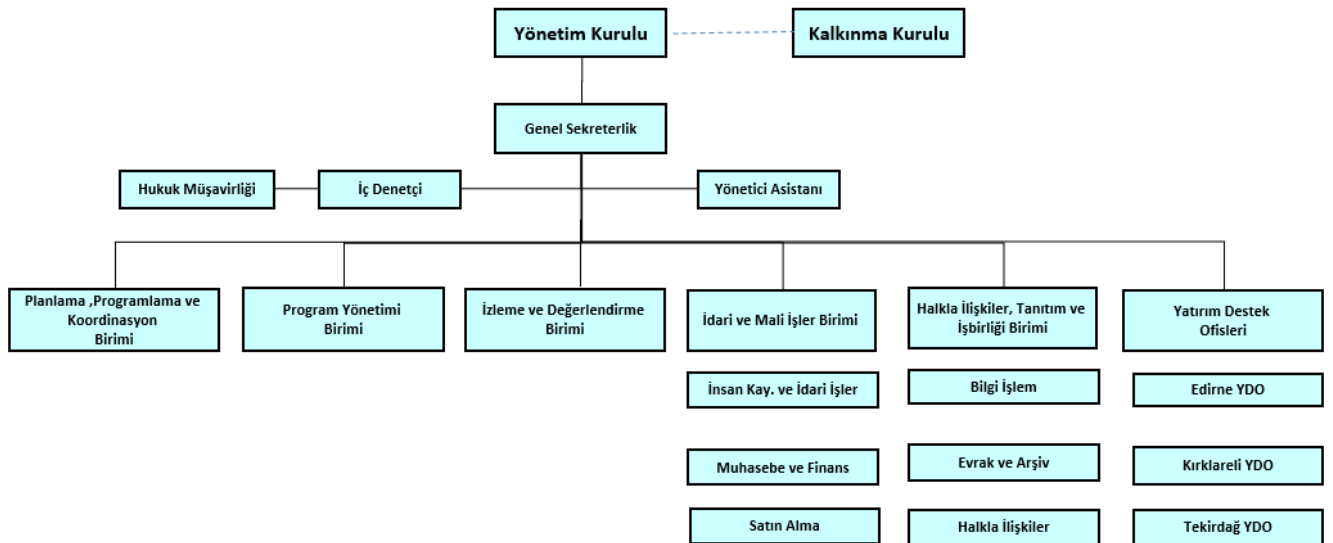 Yönetim Kurulu
Kalkınma Kurulu
Genel Sekreterlik
Hukuk Müşavirliği
İç Denetçi
Yönetici Asistanı
Planlama ,Programlama ve
Koordinasyon
Birimi
Program Yönetimi
Birimi
İzleme ve Değerlendirme
Birimi
İdari ve Mali İşler Birimi
Halkla İlişkiler, Tanıtım ve
İşbirliği Birimi
Yatırım Destek
Ofisleri
İnsan Kay. ve İdari İşler
Bilgi İşlem
Edirne YDO
Muhasebe ve Finans
Evrak ve Arşiv
Kırklareli YDO
Satın Alma
Halkla İlişkiler
Tekirdağ YDO